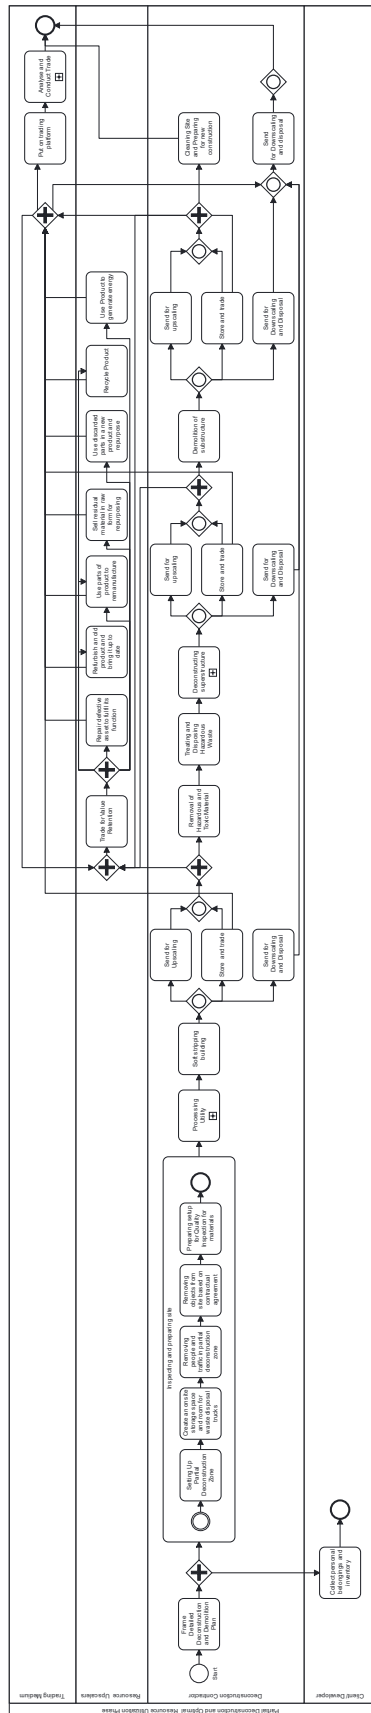 Partial Deconstruction and Optimal Resource Utilization Phase
Trading Medium
Resource Upscalers
Deconstruction Contractor
Client/ Developer
Start
Frame
Detailed
Deconstruction
and Demolition
Plan
Collect personal
belongings and
inventory
Inspecting and preparing site
Setting Up
Partial
Deconstruction
Zone
Create an onsite
storage space
and room for
waste disposal
trucks
Removing
people and
traffic in partial
deconstruction
zone
Removing
objects from
site based on
contractual
agreement
Preparing setup
for Quality
Inspection for
materials
Processing
Utility
Soft stripping
building
Send for
Upscaling
Store and trade
Send for
Downscaling
and Disposal
Removal of
Hazardous and
Toxic Material
Treating and
Disposing
Hazardous
Waste
Deconstructing
superstructure
Send for
upscaling
Store and trade
Send for
Downscaling
and Disposal
Demolition of
substructure
Send for
upscaling
Store and trade
Send for
Downscaling
and Disposal
Cleaning Site
and Preparing
for new
construction
Send
for Downscaling
and disposal
Trade for Value
Retention
Repair defective
asset to fulfil its
function
Refurbish an old
product and
bring it up to
date
Use parts of
product to
remanufacture
Sell residual
material in raw
form for
repurposing
Use discarded
parts in a new
product and
repurpose
Recycle Product
Use Product to
generate energy
Put on trading
platform
Analyse and
Conduct Trade